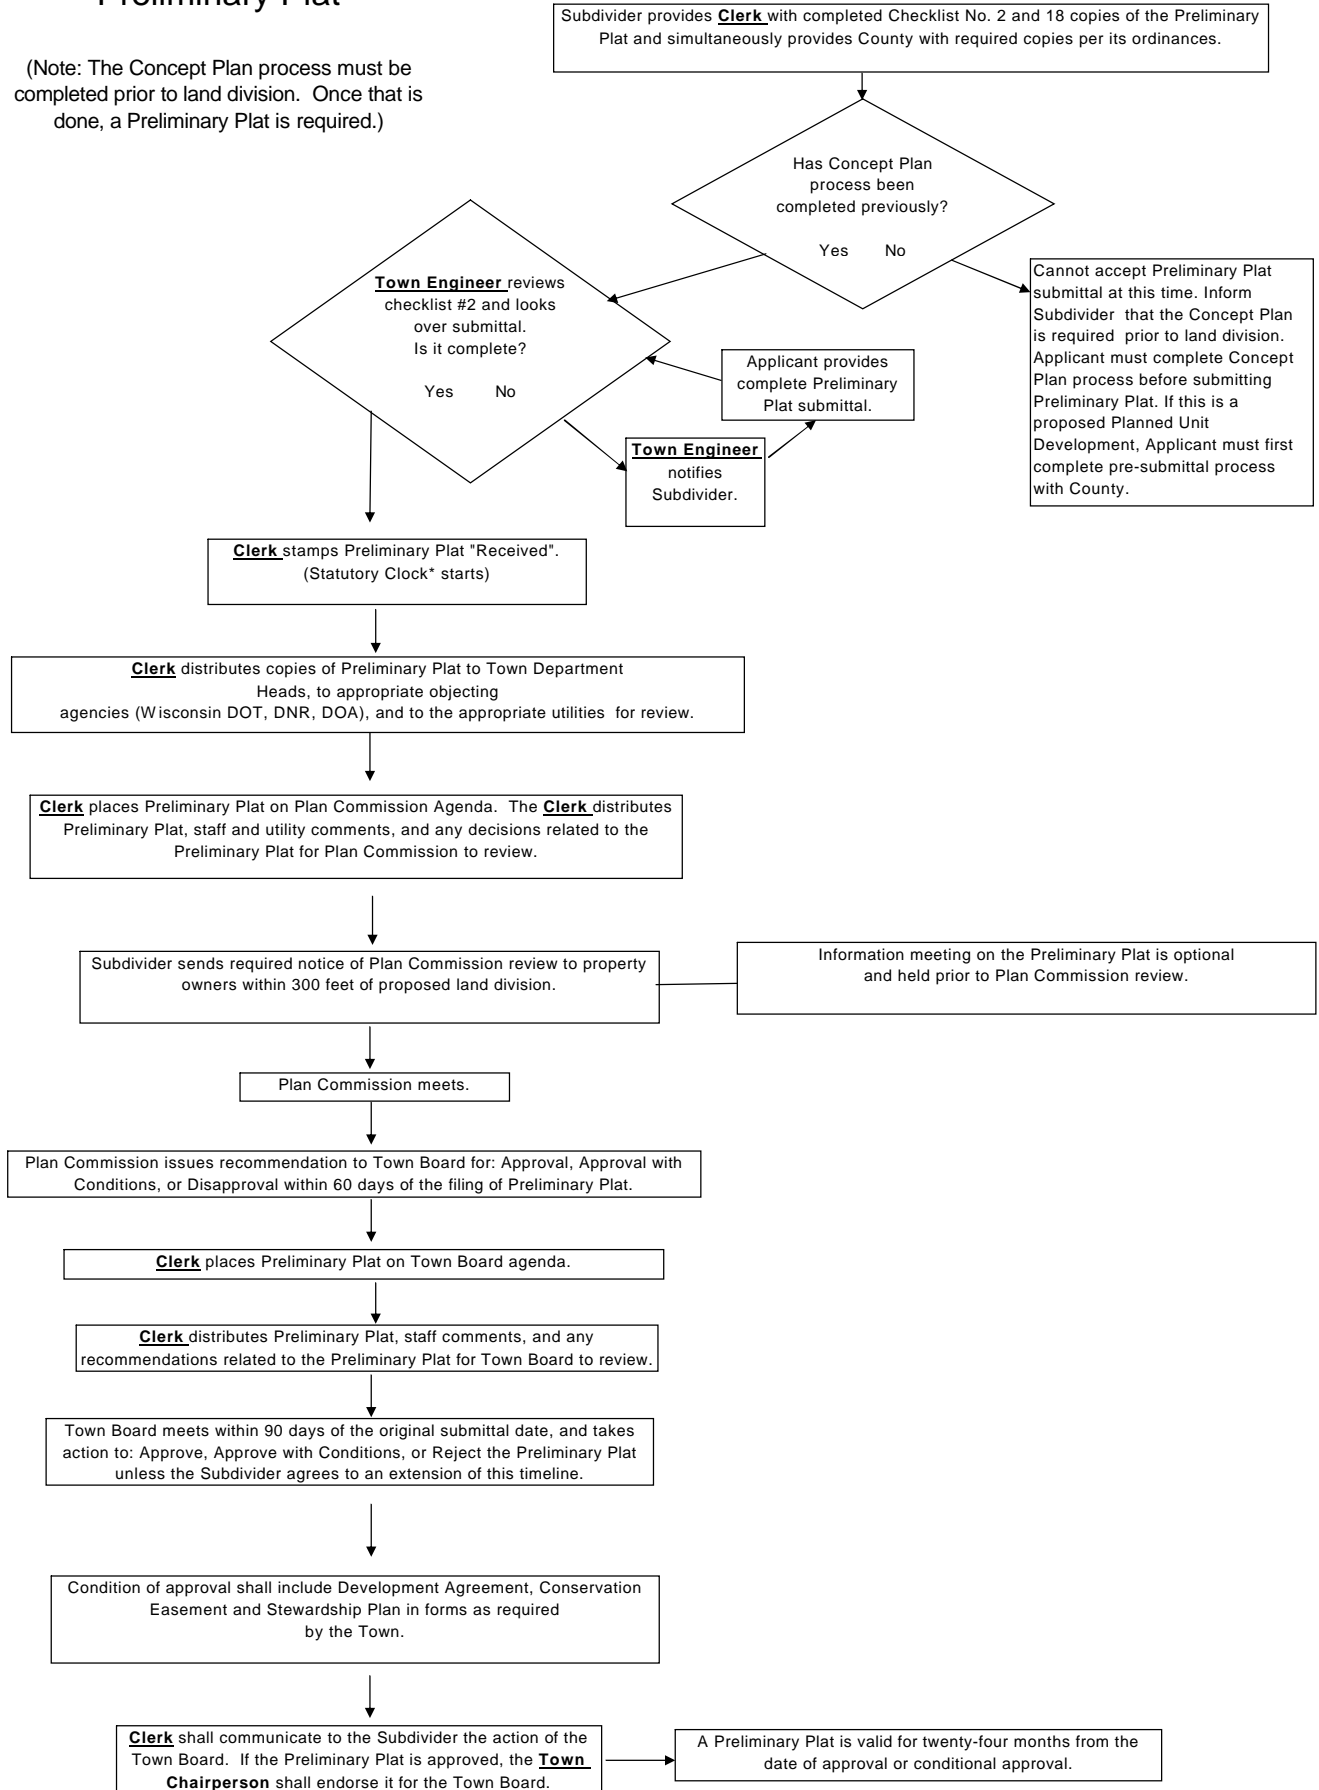 Preliminary Plat
(Note: The Concept Plan process must be
completed prior to land division. Once that is
done, a Preliminary Plat is required.)
Subdivider provides Clerk with completed Checklist No. 2 and 18 copies of the Preliminary
Plat and simultaneously provides County with required copies per its ordinances.
Has Concept Plan
process been
completed previously?
Yes No
Town Engineer reviews
checklist #2 and looks
over submittal.
Is it complete?
Yes No
Cannot accept Preliminary Plat
submittal at this time. Inform
Subdivider that the Concept Plan
is required prior to land division.
Applicant must complete Concept
Plan process before submitting
Preliminary Plat. If this is a
proposed Planned Unit
Development, Applicant must first
complete pre-submittal process
with County.
Applicant provides
complete Preliminary
Plat submittal.
Town Engineer
notifies
Subdivider.
Clerk stamps Preliminary Plat "Received".
(Statutory Clock* starts)
Clerk distributes copies of Preliminary Plat to Town Department
Heads, to appropriate objecting
agencies (Wisconsin DOT, DNR, DOA), and to the appropriate utilities for review.
Clerk places Preliminary Plat on Plan Commission Agenda. The Clerk distributes
Preliminary Plat, staff and utility comments, and any decisions related to the
Preliminary Plat for Plan Commission to review.
Subdivider sends required notice of Plan Commission review to property
owners within 300 feet of proposed land division.
Information meeting on the Preliminary Plat is optional
and held prior to Plan Commission review.
Plan Commission meets.
Plan Commission issues recommendation to Town Board for: Approval, Approval with
Conditions, or Disapproval within 60 days of the filing of Preliminary Plat.
Clerk places Preliminary Plat on Town Board agenda.
Clerk distributes Preliminary Plat, staff comments, and any
recommendations related to the Preliminary Plat for Town Board to review.
Town Board meets within 90 days of the original submittal date, and takes
action to: Approve, Approve with Conditions, or Reject the Preliminary Plat
unless the Subdivider agrees to an extension of this timeline.
Condition of approval shall include Development Agreement, Conservation
Easement and Stewardship Plan in forms as required
by the Town.
Clerk shall communicate to the Subdivider the action of the
Town Board. If the Preliminary Plat is approved, the Town
Chairperson shall endorse it for the Town Board.
A Preliminary Plat is valid for twenty-four months from the
date of approval or conditional approval.